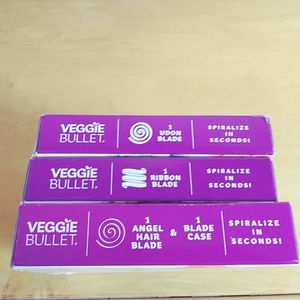 VEGGIE
BULLET.
1
UDON
BLADE
SPIRALIZE
IN
SECONDS!
VEGGIE
BULLET.
1
RIBBON
BLADE
SPIRALIZE
IN
SECONDS!
VEGGIE
BULLET.
1
ANGEL
HAIR
BLADE
&
1
BLADE
CASE
SPIRALIZE
IN
SECONDS!